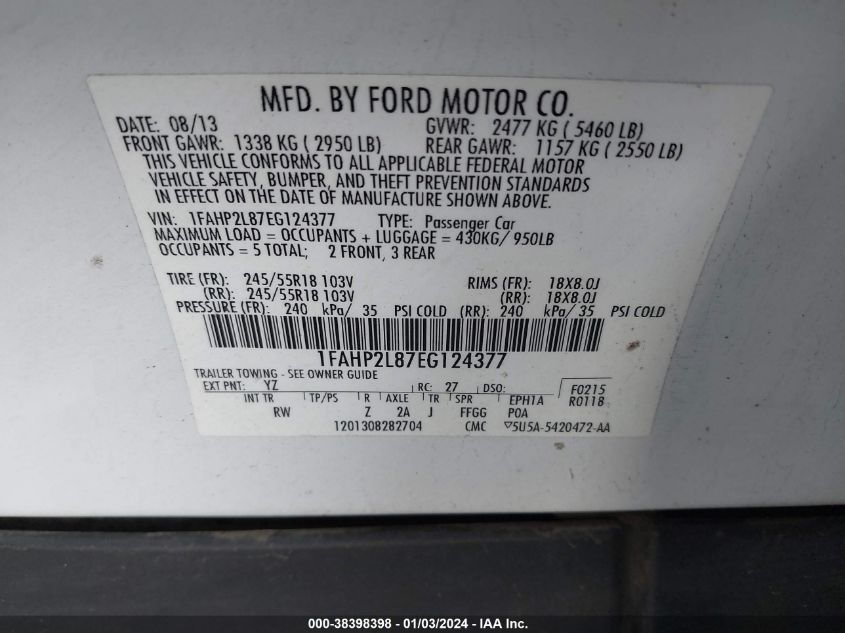 MFD. BY FORD MOTOR CO.
DATE: 08/13 GVWR: 2477 KG ( 5460 LB)
FRONT GAWR: 1338 KG ( 2950 LB) REAR GAWR: 1157 KG ( 2550 LB)
THIS VEHICLE CONFORMS TO ALL APPLICABLE FEDERAL MOTOR
VEHICLE SAFETY, BUMPER, AND THEFT PREVENTION STANDARDS
IN EFFECT ON THE DATE OF MANUFACTURE SHOWN ABOVE.
VIN: 1FAHP2L87EG124377 TYPE: Passenger Car
MAXIMUM LOAD = OCCUPANTS + LUGGAGE = 430KG/ 950LB
OCCUPANTS = 5 TOTAL; 2 FRONT, 3 REAR
TIRE (FR): 245/55R18 103V RIMS (FR): 18X8.0J
(RR): 245/55R18 103V (RR): 18X8.0J
PRESSURE (FR): 240 kPa/ 35 PSI COLD (RR): 240 kPa/ 35 PSI COLD
1FAHP2L87EG124377
TRAILER TOWING - SEE OWNER GUIDE
EXT PNT: YZ RC: 27 DSO: F0215
INT TR TP/PS R AXLE TR SPR EPH1A R0118
RW Z 2A J FFGG POA
1201308282704 CMC ▽5U5A-5420472-AA
000-38398398 - 01/03/2024 - IAA Inc.